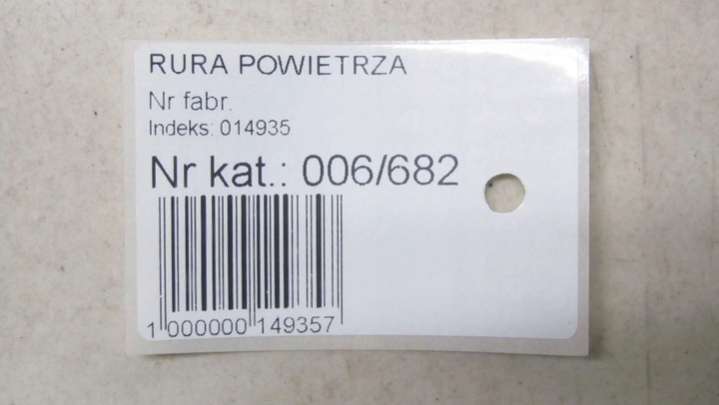 RURA POWIETRZA
Nr fabr.
Indeks: 014935
Nr kat.: 006/682
1 000000 149357